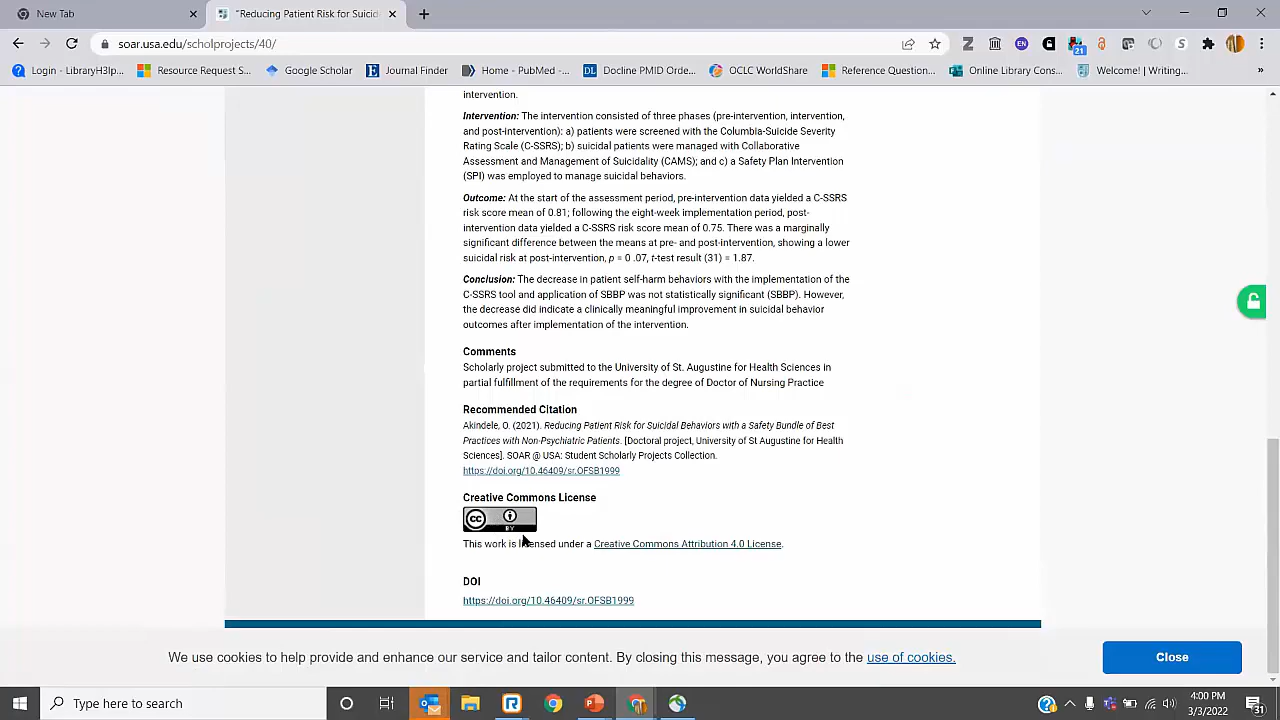 New Tab
"Reducing Patient Risk for Suicid
soar.usa.edu/scholprojects/40/
EN
21
Login - LibraryH3lp...
Resource Request S...
Google Scholar
Journal Finder
Home - PubMed -...
Docline PMID Orde...
OCLC WorldShare
Reference Question...
Online Library Cons...
Welcome! | Writing...
intervention.
Intervention: The intervention consisted of three phases (pre-intervention, intervention,
and post-intervention): a) patients were screened with the Columbia-Suicide Severity
Rating Scale (C-SSRS); b) suicidal patients were managed with Collaborative
Assessment and Management of Suicidality (CAMS); and c) a Safety Plan Intervention
(SPI) was employed to manage suicidal behaviors.
Outcome: At the start of the assessment period, pre-intervention data yielded a C-SSRS
risk score mean of 0.81; following the eight-week implementation period, post-
intervention data yielded a C-SSRS risk score mean of 0.75. There was a marginally
significant difference between the means at pre- and post-intervention, showing a lower
suicidal risk at post-intervention, p = 0 .07, t-test result (31) = 1.87.
Conclusion: The decrease in patient self-harm behaviors with the implementation of the
C-SSRS tool and application of SBBP was not statistically significant (SBBP). However,
the decrease did indicate a clinically meaningful improvement in suicidal behavior
outcomes after implementation of the intervention.
Comments
Scholarly project submitted to the University of St. Augustine for Health Sciences in
partial fulfillment of the requirements for the degree of Doctor of Nursing Practice
Recommended Citation
Akindele, O. (2021). Reducing Patient Risk for Suicidal Behaviors with a Safety Bundle of Best
Practices with Non-Psychiatric Patients. [Doctoral project, University of St Augustine for Health
Sciences]. SOAR @ USA: Student Scholarly Projects Collection.
https://doi.org/10.46409/sr.OFSB1999
Creative Commons License
CC BY
This work is licensed under a Creative Commons Attribution 4.0 License.
DOI
https://doi.org/10.46409/sr.OFSB1999
We use cookies to help provide and enhance our service and tailor content. By closing this message, you agree to the use of cookies.
Close
Type here to search
4:00 PM
3/3/2022
31